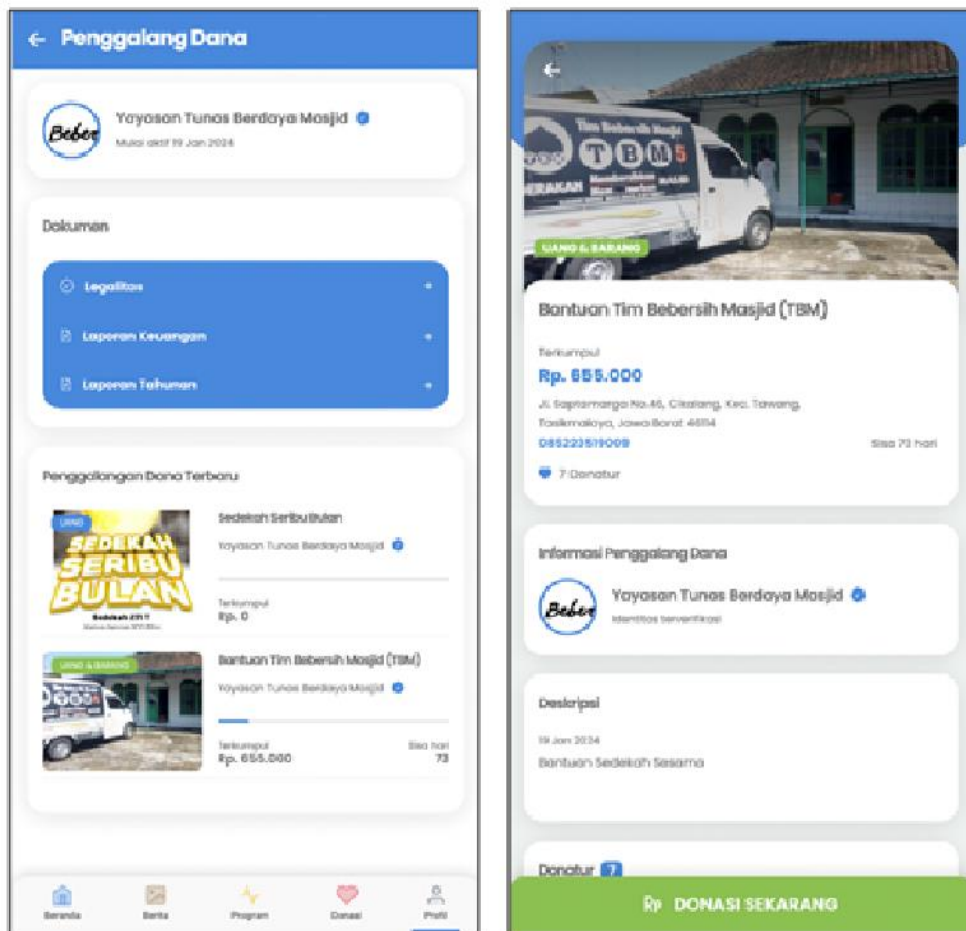 Penggalang Dana
Beber
Yayasan Tunas Berdaya Masjid
Mulai aktif 19 Jan 2024
Dokumen
Legalitas
Laporan Keuangan
Laporan Tahunan
Penggalangan Dana Terbaru
UANG
SEDEKAH
SERIBU
BULAN
Sedekah Seribu Bulan
Yayasan Tunas Berdaya Masjid
Terkumpul
Rp. 0
UANG & BARANG
Bantuan Tim Bebersih Masjid (TBM)
Yayasan Tunas Berdaya Masjid
Terkumpul
Rp. 655.000
Sisa hari
73
Beranda
Berita
Program
Donasi
Profil
Tim Bebersih Masjid
TBM 5
UANG & BARANG
Bantuan Tim Bebersih Masjid (TBM)
Terkumpul
Rp. 655.000
Jl. Saptamarga No.46, Cikalang, Kec. Tawang,
Tasikmalaya, Jawa Barat 46114
085223519009
Sisa 73 hari
7 Donatur
Informasi Penggalang Dana
Beber
Yayasan Tunas Berdaya Masjid
Identitas terverifikasi
Deskripsi
19 Jan 2024
Bantuan Sedekah Sesama
Donatur 7
Rp DONASI SEKARANG